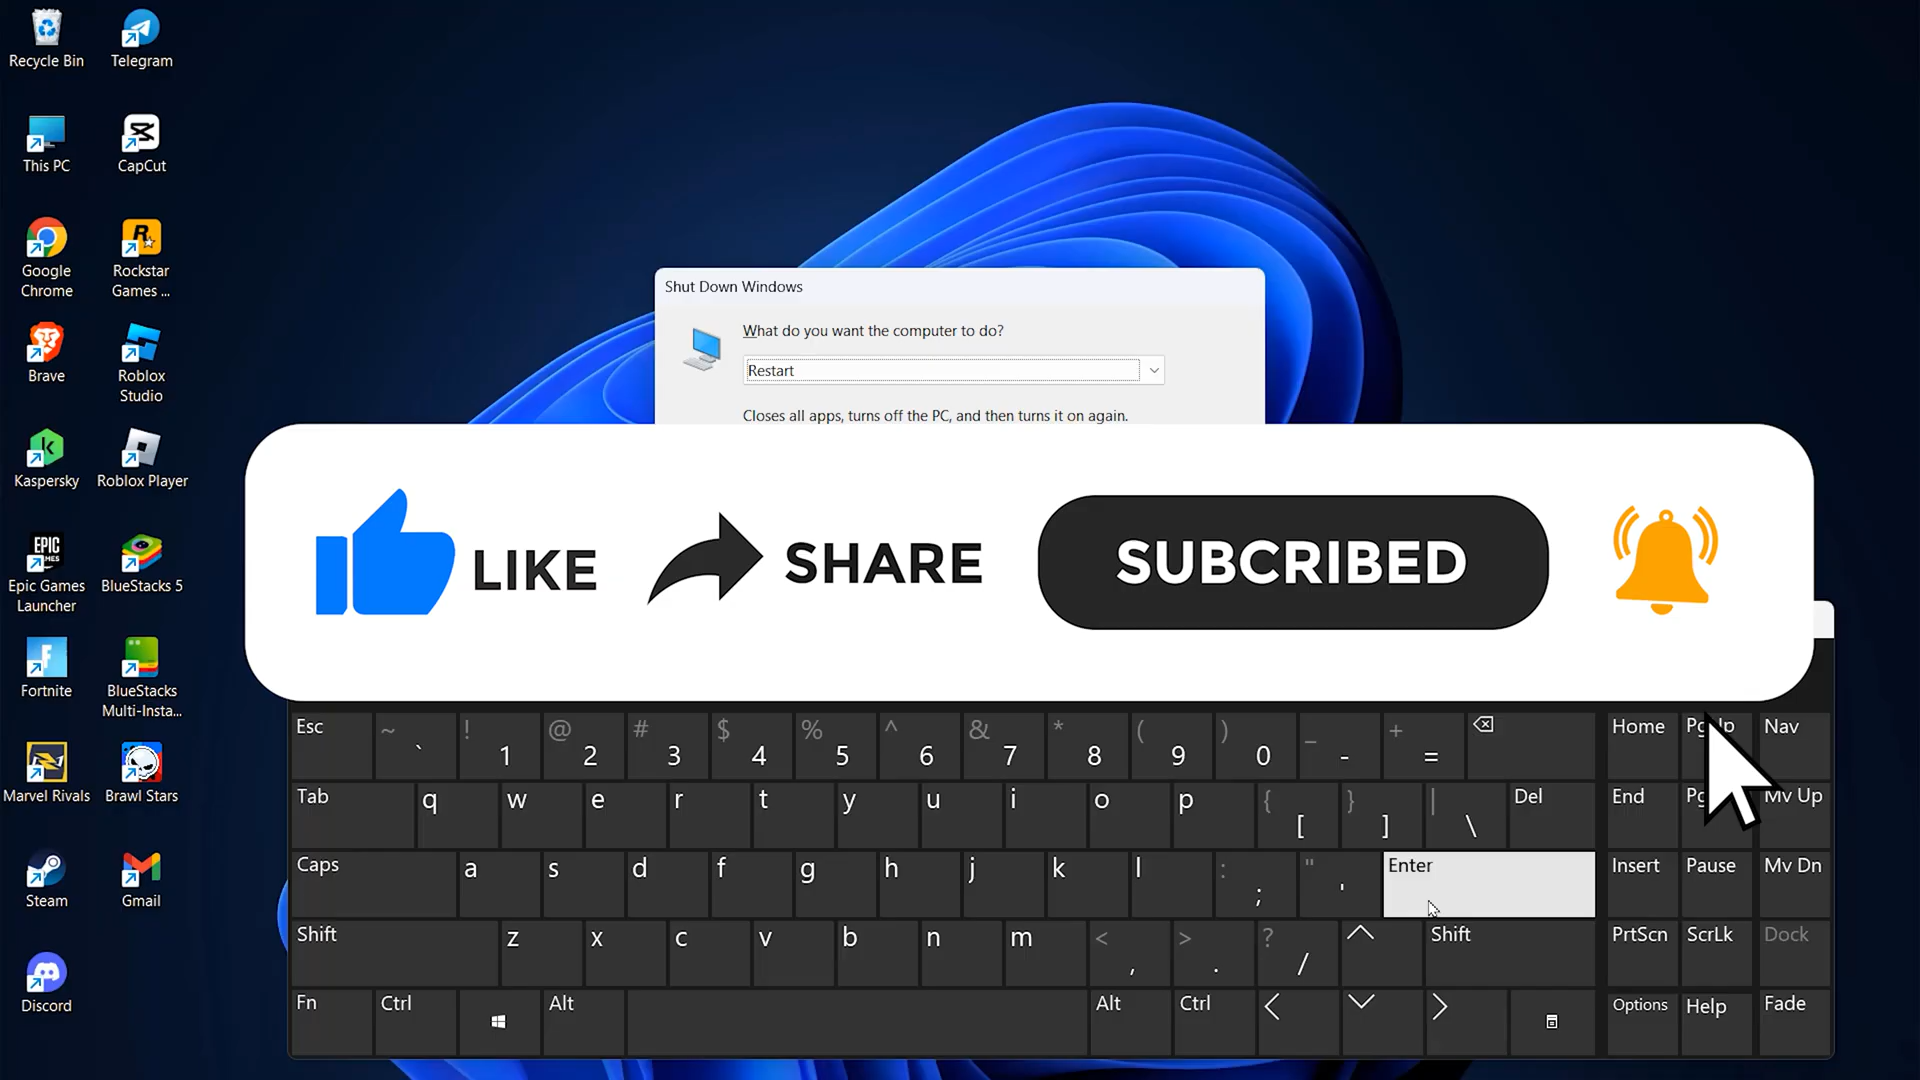 Recycle Bin
Telegram
This PC
CapCut
Google
Chrome
Rockstar
Games ...
Brave
Roblox
Studio
Kaspersky
Roblox Player
Epic Games
Launcher
BlueStacks 5
Fortnite
BlueStacks
Multi-Insta...
Marvel Rivals
Brawl Stars
Steam
Gmail
Discord
EPIC
Shut Down Windows
What do you want the computer to do?
Restart
Closes all apps, turns off the PC, and then turns it on again.
LIKE
SHARE
SUBCRIBED
Esc ~ ` ! 1 @ 2 # 3 $ 4 % 5 ^ 6 & 7 * 8 ( 9 ) 0 _ - + = Home Nav
Tab q w e r t y u i o p { [ } ] | \ Del End Mv Up
Caps a s d f g h j k l : ; " ' Enter Insert Pause Mv Dn
Shift z x c v b n m < , > . ? / Shift PrtScn ScrLk Dock
Fn Ctrl Alt Alt Ctrl Options Help Fade